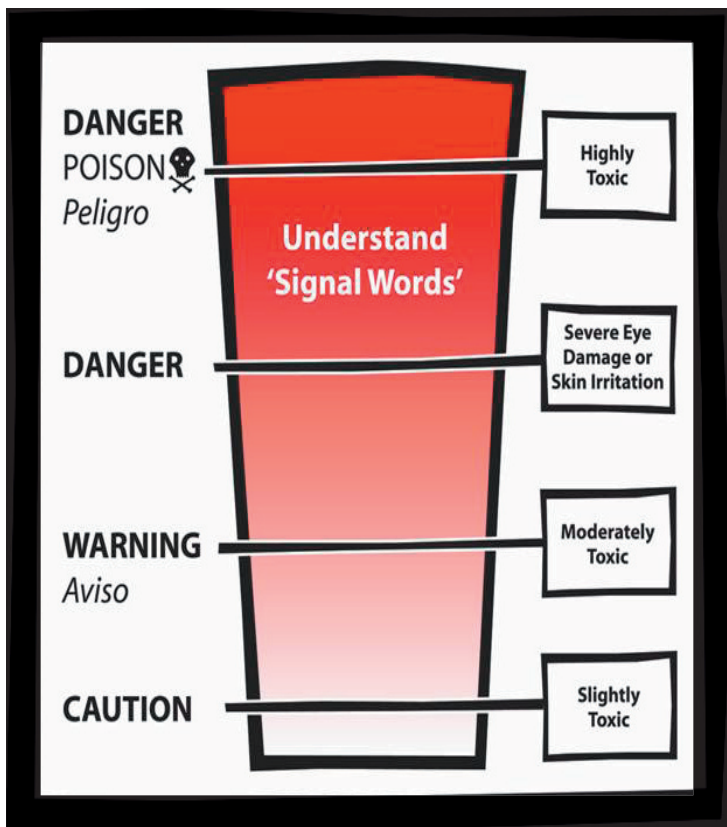 DANGER
POISON
Peligro
Highly
Toxic
Understand
‘Signal Words’
DANGER
Severe Eye
Damage or
Skin Irritation
WARNING
Aviso
Moderately
Toxic
CAUTION
Slightly
Toxic